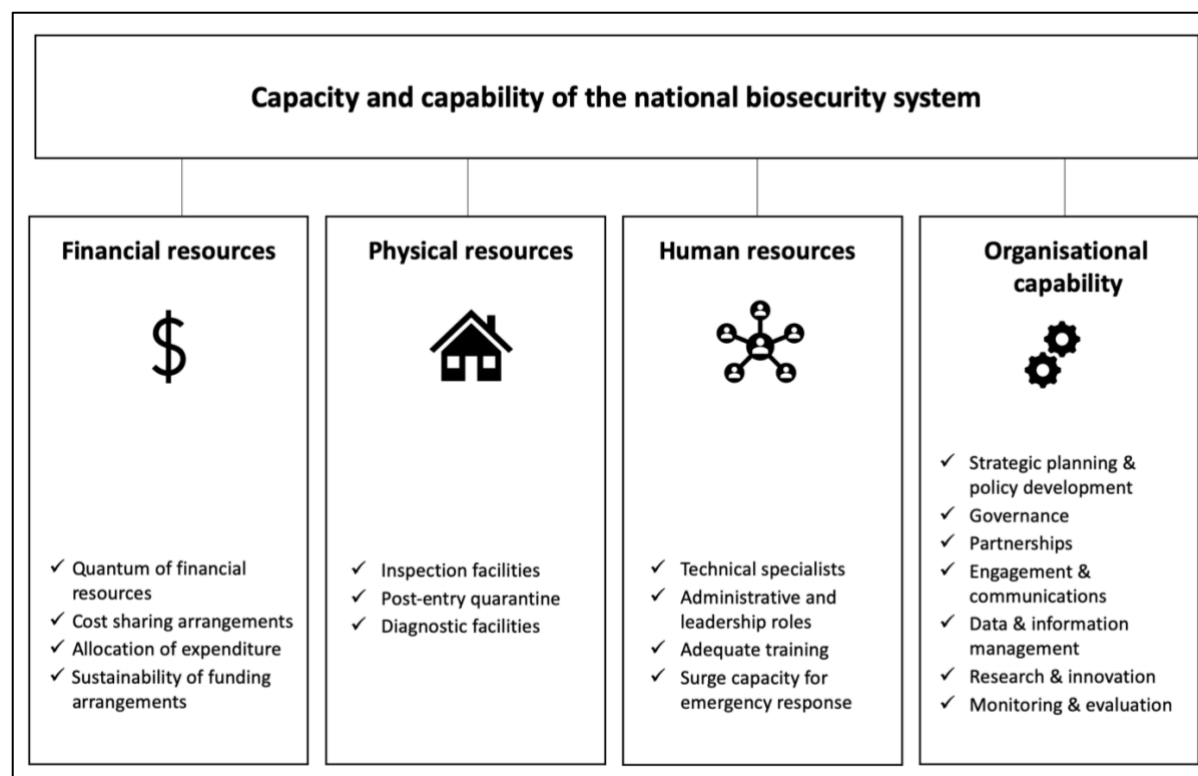 Capacity and capability of the national biosecurity system
Financial resources
✓ Quantum of financial
resources
✓ Cost sharing arrangements
✓ Allocation of expenditure
✓ Sustainability of funding
arrangements
Physical resources
✓ Inspection facilities
✓ Post-entry quarantine
✓ Diagnostic facilities
Human resources
✓ Technical specialists
✓ Administrative and
leadership roles
✓ Adequate training
✓ Surge capacity for
emergency response
Organisational
capability
✓ Strategic planning &
policy development
✓ Governance
✓ Partnerships
✓ Engagement &
communications
✓ Data & information
management
✓ Research & innovation
✓ Monitoring & evaluation